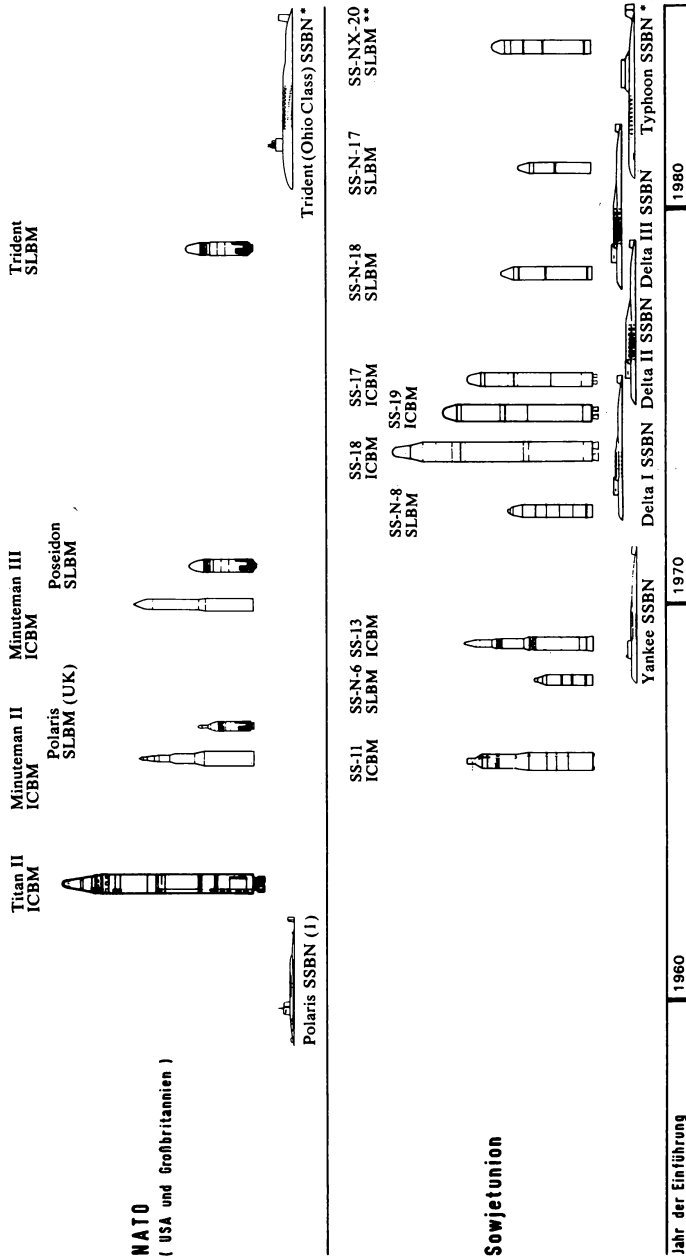 NATO
( USA und Großbritannien )
Polaris SSBN (1)
Titan II
ICBM
Minuteman II
ICBM
Polaris
SLBM (UK)
Minuteman III
ICBM
Poseidon
SLBM
Trident
SLBM
Trident (Ohio Class) SSBN *
Sowjetunion
SS-11
ICBM
SS-N-6
SLBM
SS-13
ICBM
Yankee SSBN
SS-N-8
SLBM
SS-18
ICBM
SS-19
ICBM
SS-17
ICBM
SS-N-18
SLBM
SS-N-17
SLBM
SS-NX-20
SLBM **
Delta I SSBN
Delta II SSBN
Delta III SSBN
Typhoon SSBN *
Jahr der Einführung
1960
1970
1980